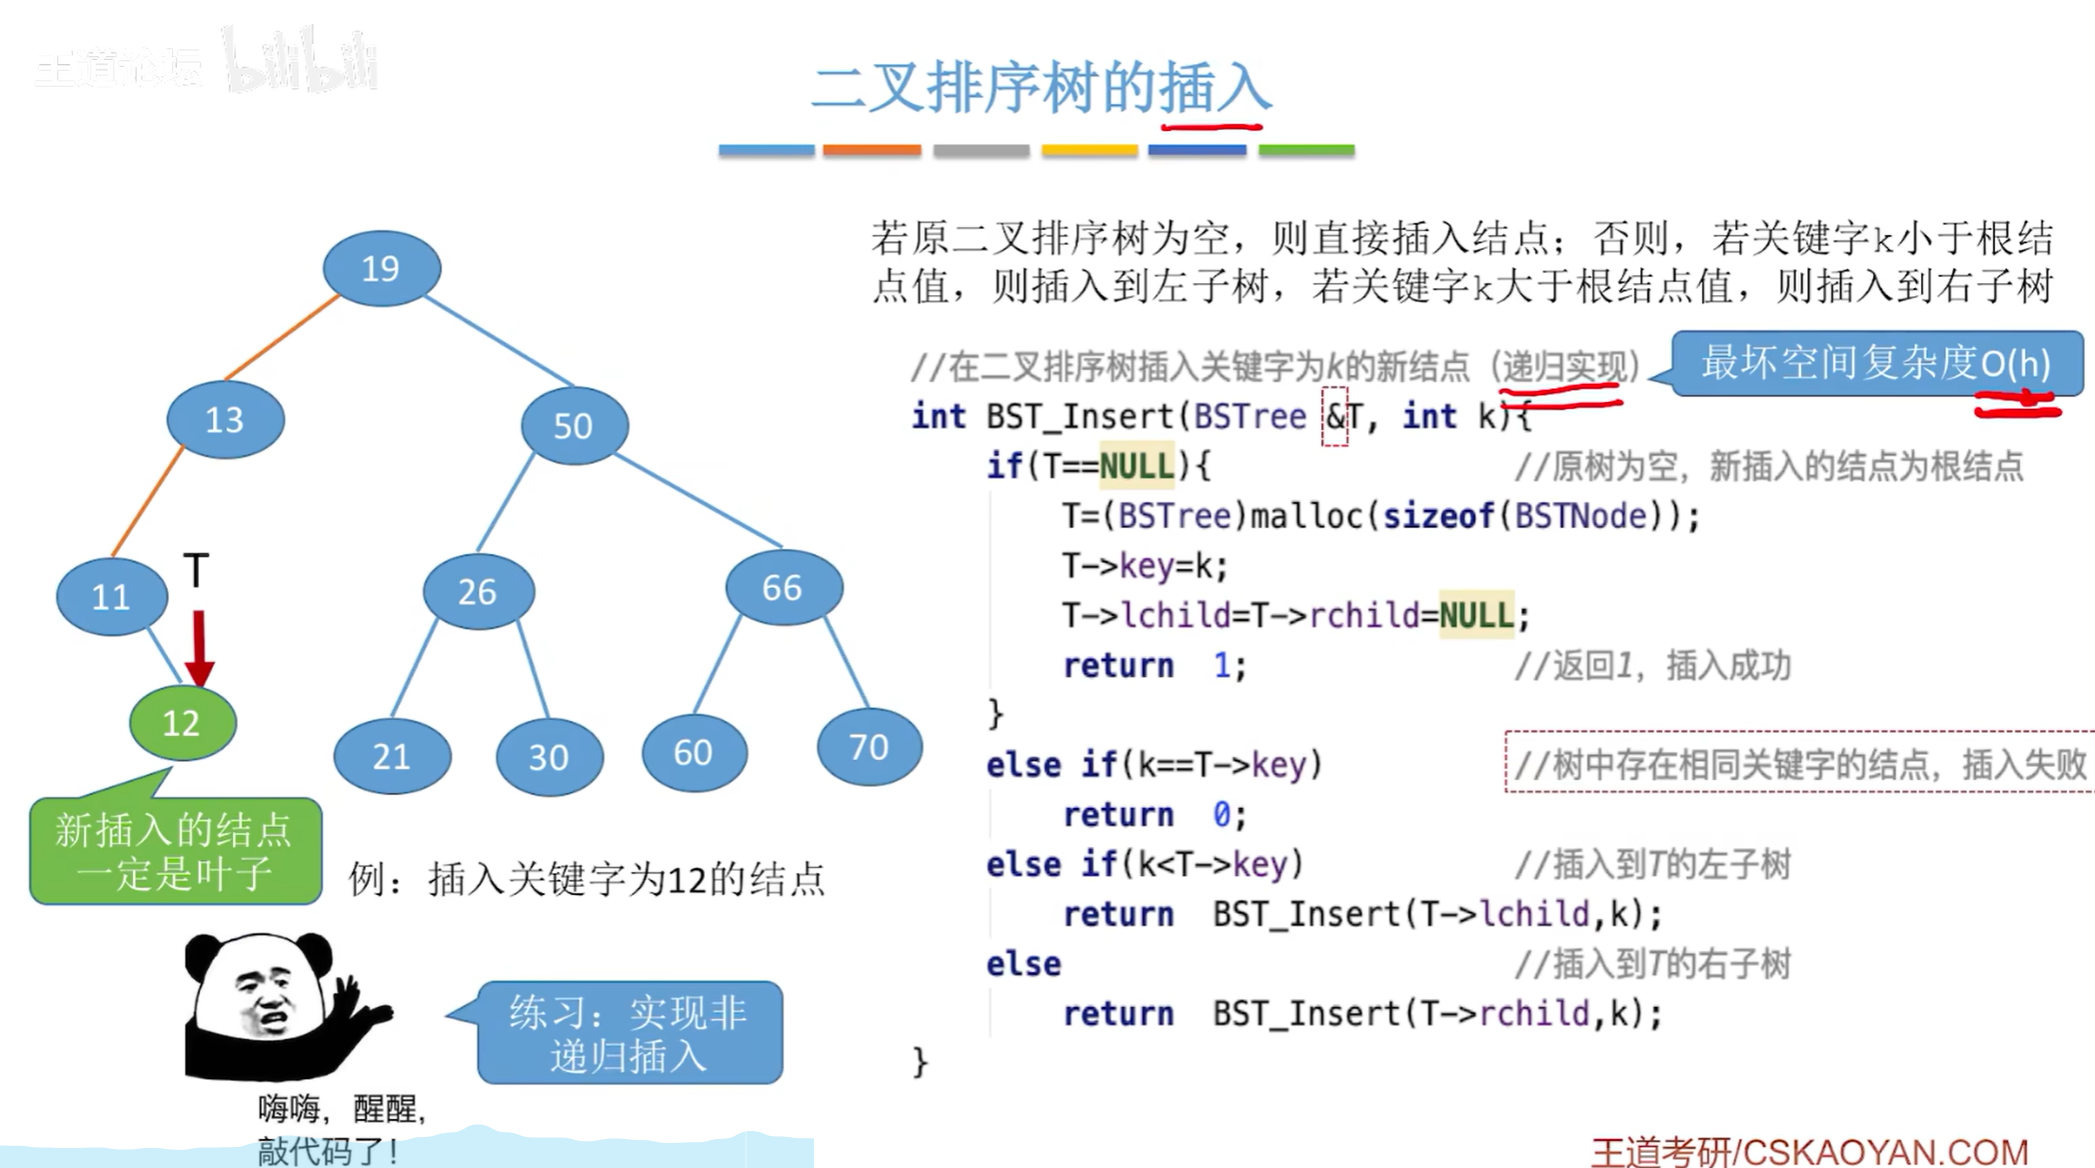 王道论坛 bilibili
二叉排序树的插入
若原二叉排序树为空，则直接插入结点；否则，若关键字k小于根结
点值，则插入到左子树，若关键字k大于根结点值，则插入到右子树
//在二叉排序树插入关键字为k的新结点（递归实现）
最坏空间复杂度O(h)
int BST_Insert(BSTree &T, int k){
if(T==NULL){ //原树为空，新插入的结点为根结点
T=(BSTree)malloc(sizeof(BSTNode));
T->key=k;
T->lchild=T->rchild=NULL;
return 1; //返回1，插入成功
}
else if(k==T->key) //树中存在相同关键字的结点，插入失败
return 0;
else if(k<T->key) //插入到T的左子树
return BST_Insert(T->lchild,k);
else //插入到T的右子树
return BST_Insert(T->rchild,k);
}
19
13
50
T
11
26
66
12
21
30
60
70
新插入的结点
一定是叶子
例：插入关键字为12的结点
练习：实现非
递归插入
嗨嗨，醒醒，
敲代码了！
王道考研/CSKAOYAN.COM